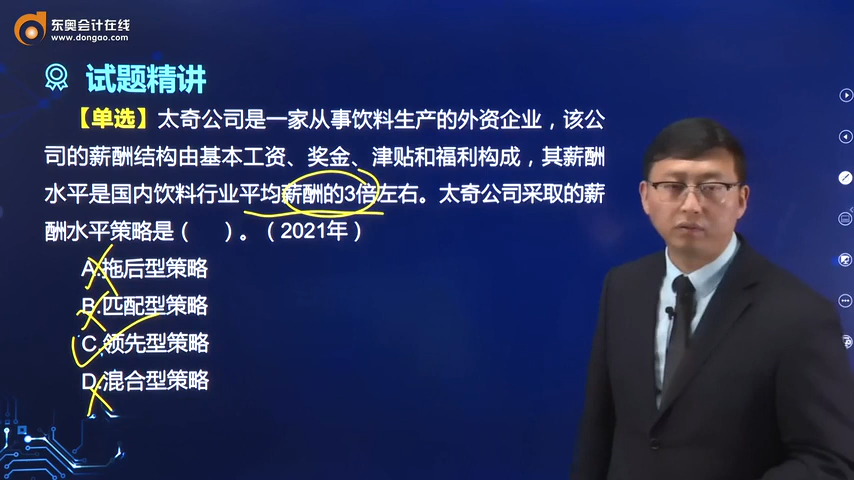 东奥会计在线
www.dongao.com
试题精讲
【单选】太奇公司是一家从事饮料生产的外资企业，该公
司的薪酬结构由基本工资、奖金、津贴和福利构成，其薪酬
水平是国内饮料行业平均薪酬的3倍左右。太奇公司采取的薪
酬水平策略是（　　）。（2021年）
A.拖后型策略
B.匹配型策略
C.领先型策略
D.混合型策略